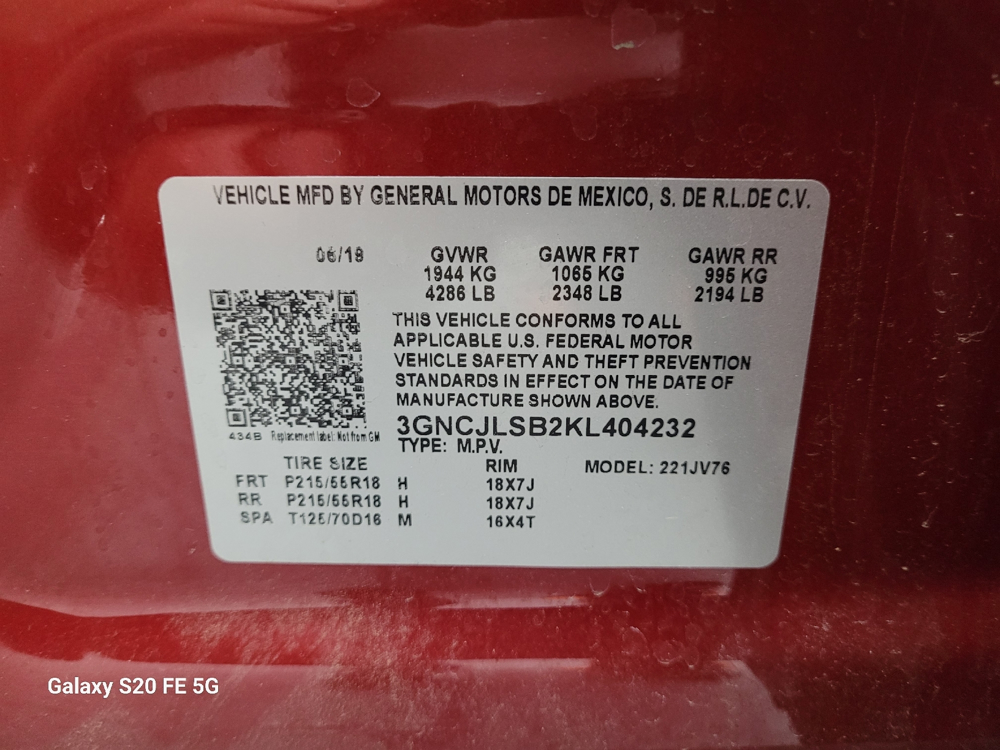 VEHICLE MFD BY GENERAL MOTORS DE MEXICO, S. DE R.L.DE C.V.
06/19 GVWR GAWR FRT GAWR RR
1944 KG 1065 KG 995 KG
4286 LB 2348 LB 2194 LB
THIS VEHICLE CONFORMS TO ALL
APPLICABLE U.S. FEDERAL MOTOR
VEHICLE SAFETY AND THEFT PREVENTION
STANDARDS IN EFFECT ON THE DATE OF
MANUFACTURE SHOWN ABOVE.
3GNCJLSB2KL404232
434B Replacement label: Not from GM
TYPE: M.P.V.
TIRE SIZE RIM MODEL: 221JV76
FRT P215/55R18 H 18X7J
RR P215/55R18 H 18X7J
SPA T125/70D16 M 16X4T
Galaxy S20 FE 5G